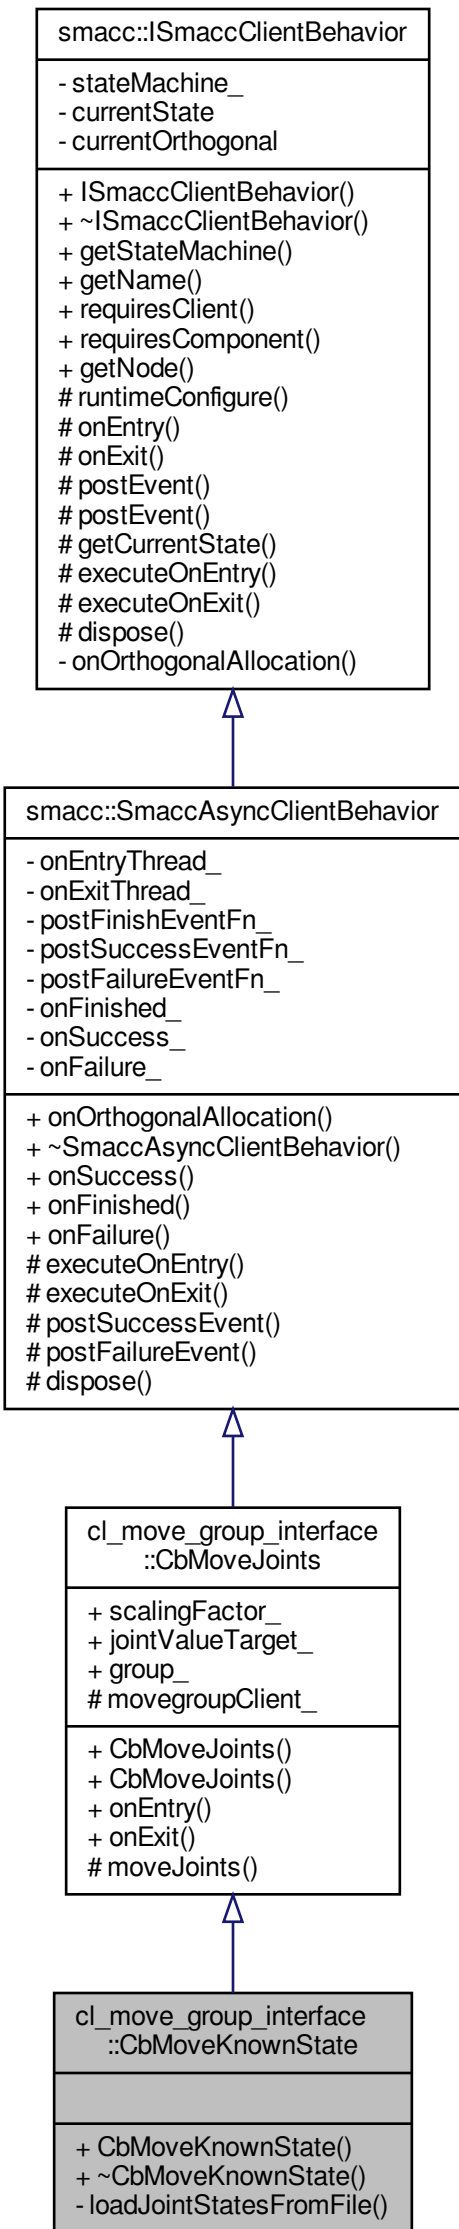 smacc::ISmaccClientBehavior
- stateMachine_
- currentState
- currentOrthogonal
+ ISmaccClientBehavior()
+ ~ISmaccClientBehavior()
+ getStateMachine()
+ getName()
+ requiresClient()
+ requiresComponent()
+ getNode()
# runtimeConfigure()
# onEntry()
# onExit()
# postEvent()
# postEvent()
# getCurrentState()
# executeOnEntry()
# executeOnExit()
# dispose()
- onOrthogonalAllocation()
smacc::SmaccAsyncClientBehavior
- onEntryThread_
- onExitThread_
- postFinishEventFn_
- postSuccessEventFn_
- postFailureEventFn_
- onFinished_
- onSuccess_
- onFailure_
+ onOrthogonalAllocation()
+ ~SmaccAsyncClientBehavior()
+ onSuccess()
+ onFinished()
+ onFailure()
# executeOnEntry()
# executeOnExit()
# postSuccessEvent()
# postFailureEvent()
# dispose()
cl_move_group_interface
::CbMoveJoints
+ scalingFactor_
+ jointValueTarget_
+ group_
# movegroupClient_
+ CbMoveJoints()
+ CbMoveJoints()
+ onEntry()
+ onExit()
# moveJoints()
cl_move_group_interface
::CbMoveKnownState
+ CbMoveKnownState()
+ ~CbMoveKnownState()
- loadJointStatesFromFile()